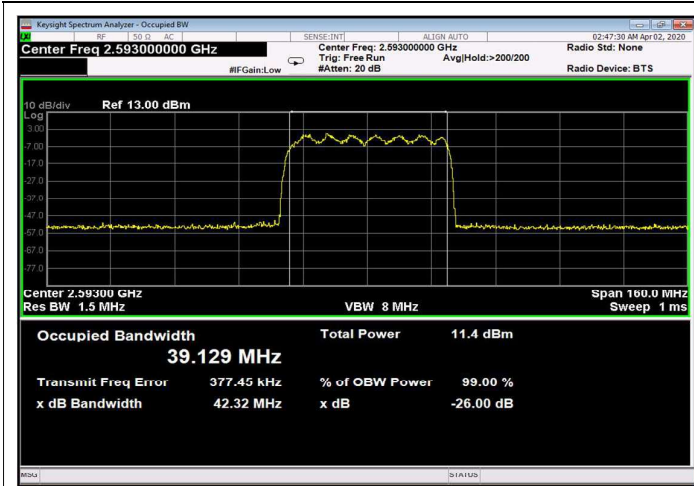 Keysight Spectrum Analyzer - Occupied BW
RF 50 Ω AC SENSE:INT ALIGN AUTO 02:47:30 AM Apr 02, 2020
Center Freq 2.593000000 GHz Center Freq: 2.593000000 GHz Radio Std: None
Trig: Free Run Avg|Hold:>200/200
#IFGain:Low #Atten: 20 dB Radio Device: BTS
10 dB/div Ref 13.00 dBm
Log
3.00
-7.00
-17.0
-27.0
-37.0
-47.0
-57.0
-67.0
-77.0
Center 2.59300 GHz Span 160.0 MHz
Res BW 1.5 MHz VBW 8 MHz Sweep 1 ms
Occupied Bandwidth Total Power 11.4 dBm
39.129 MHz
Transmit Freq Error 377.45 kHz % of OBW Power 99.00 %
x dB Bandwidth 42.32 MHz x dB -26.00 dB
MSG STATUS